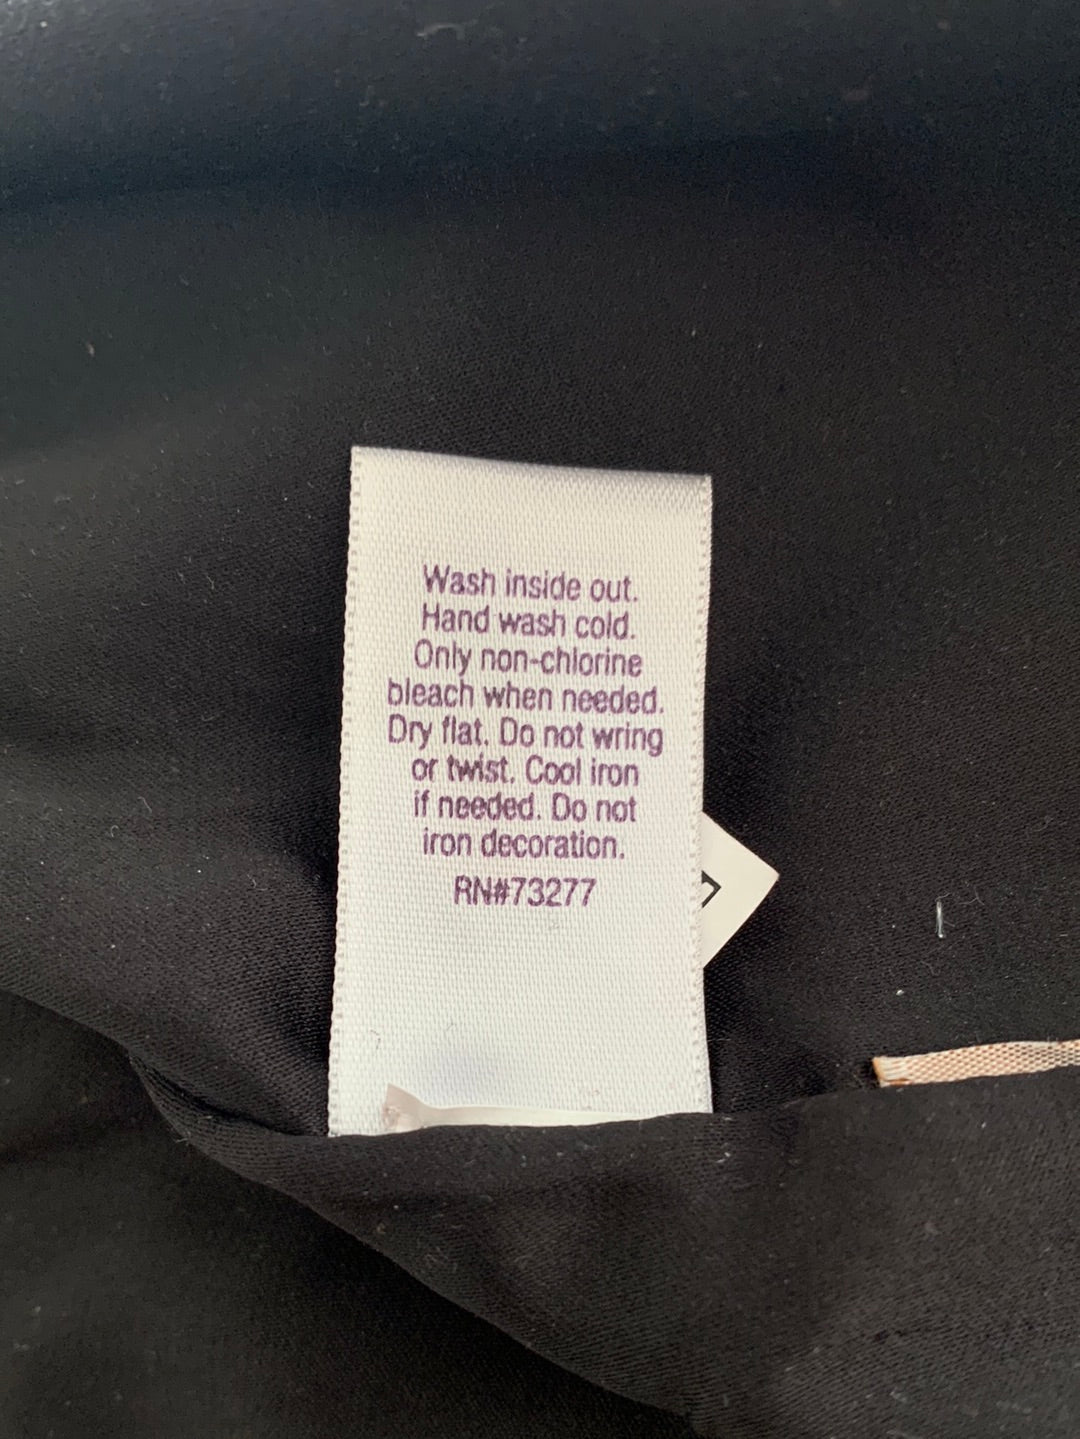 Wash inside out.
Hand wash cold.
Only non-chlorine
bleach when needed.
Dry flat. Do not wring
or twist. Cool iron
if needed. Do not
iron decoration.
RN#73277